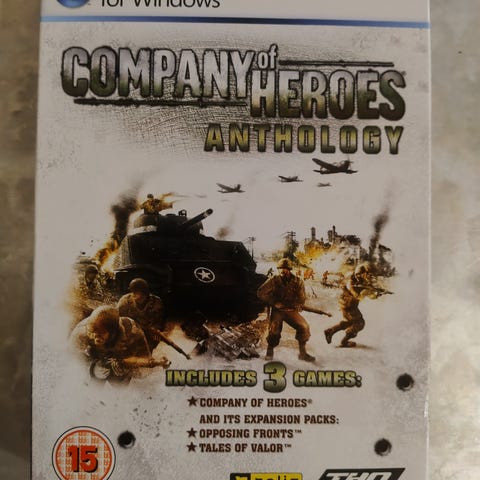 for Windows
COMPANY of HEROES
ANTHOLOGY
INCLUDES 3 GAMES:
★ COMPANY OF HEROES®
AND ITS EXPANSION PACKS:
★ OPPOSING FRONTS™
★ TALES OF VALOR™
15
THQ